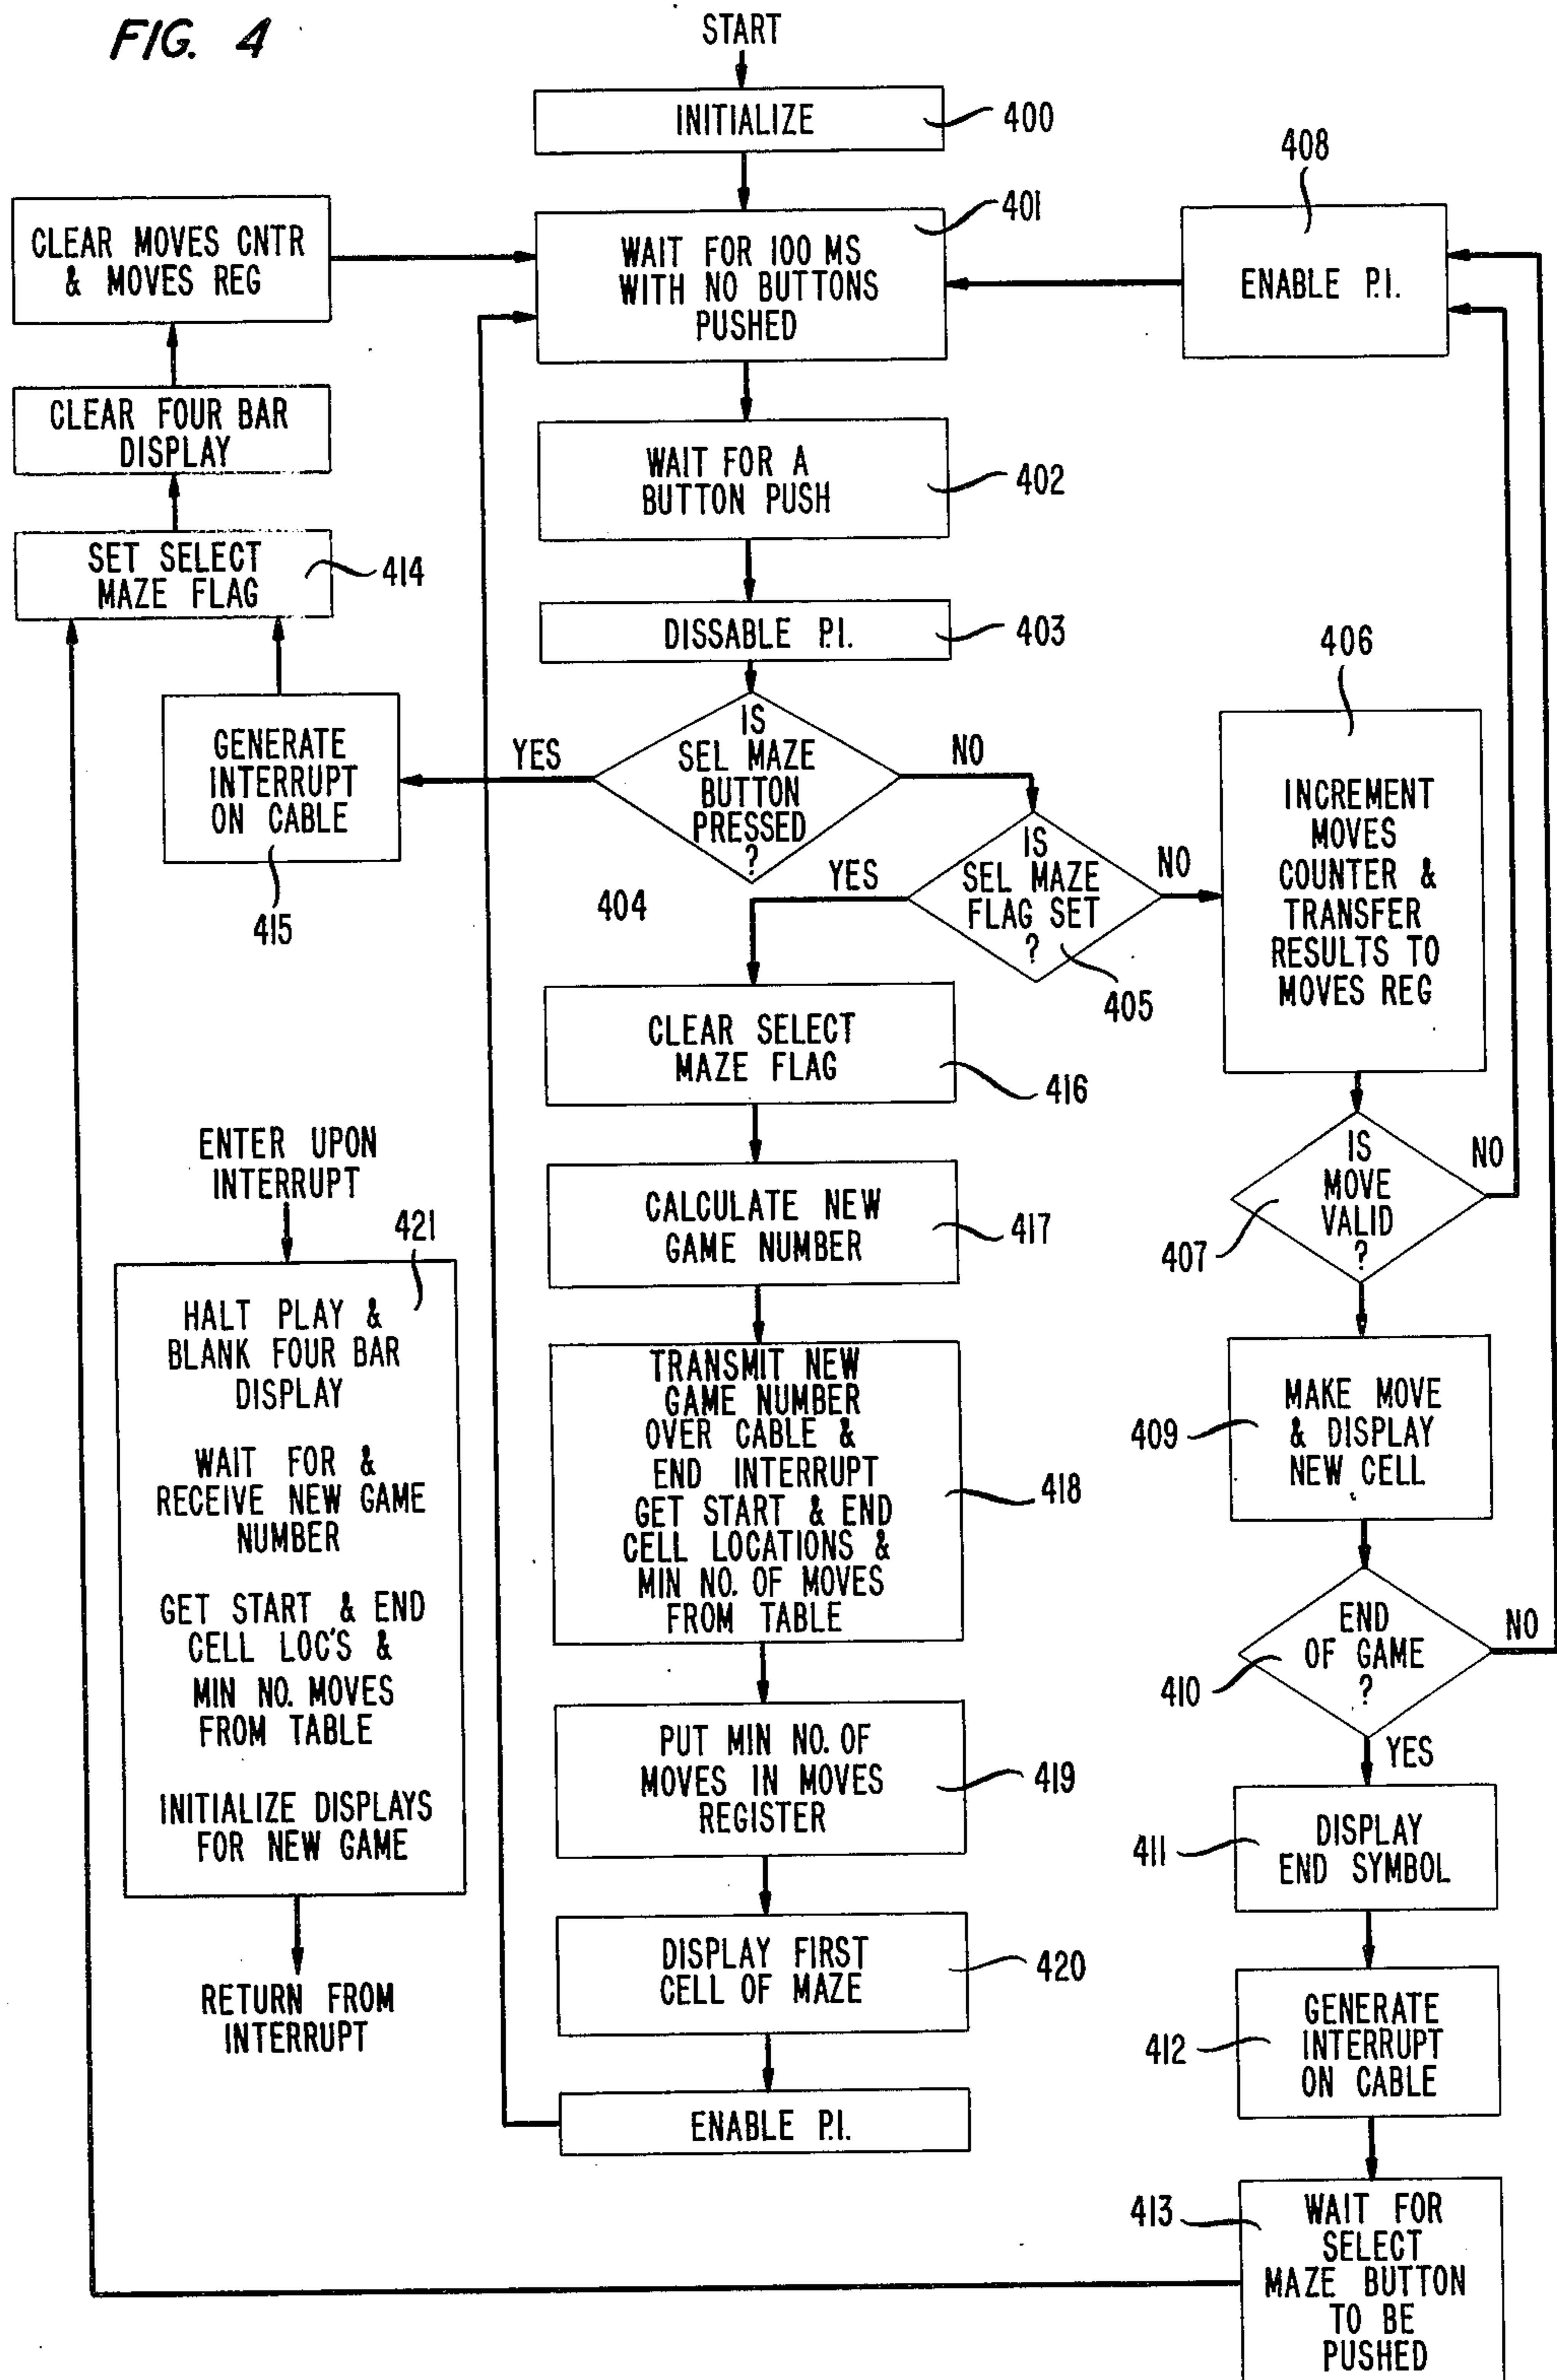 FIG. 4
START
INITIALIZE
400
CLEAR MOVES CNTR
& MOVES REG
WAIT FOR 100 MS
WITH NO BUTTONS
PUSHED
401
408
ENABLE P.I.
CLEAR FOUR BAR
DISPLAY
WAIT FOR A
BUTTON PUSH
402
SET SELECT
MAZE FLAG
414
DISSABLE P.I.
403
GENERATE
INTERRUPT
ON CABLE
415
YES
IS
SEL MAZE
BUTTON
PRESSED
?
NO
404
YES
IS
SEL MAZE
FLAG SET
?
NO
405
406
INCREMENT
MOVES
COUNTER &
TRANSFER
RESULTS TO
MOVES REG
CLEAR SELECT
MAZE FLAG
416
IS
MOVE
VALID
?
NO
407
CALCULATE NEW
GAME NUMBER
417
ENTER UPON
INTERRUPT
421
HALT PLAY &
BLANK FOUR BAR
DISPLAY
WAIT FOR &
RECEIVE NEW GAME
NUMBER
GET START & END
CELL LOC'S &
MIN NO. MOVES
FROM TABLE
INITIALIZE DISPLAYS
FOR NEW GAME
RETURN FROM
INTERRUPT
TRANSMIT NEW
GAME NUMBER
OVER CABLE &
END INTERRUPT
GET START & END
CELL LOCATIONS &
MIN NO. OF MOVES
FROM TABLE
418
MAKE MOVE
& DISPLAY
NEW CELL
409
END
OF GAME
?
NO
410
YES
PUT MIN NO. OF
MOVES IN MOVES
REGISTER
419
DISPLAY
END SYMBOL
411
DISPLAY FIRST
CELL OF MAZE
420
GENERATE
INTERRUPT
ON CABLE
412
ENABLE P.I.
413
WAIT FOR
SELECT
MAZE BUTTON
TO BE
PUSHED